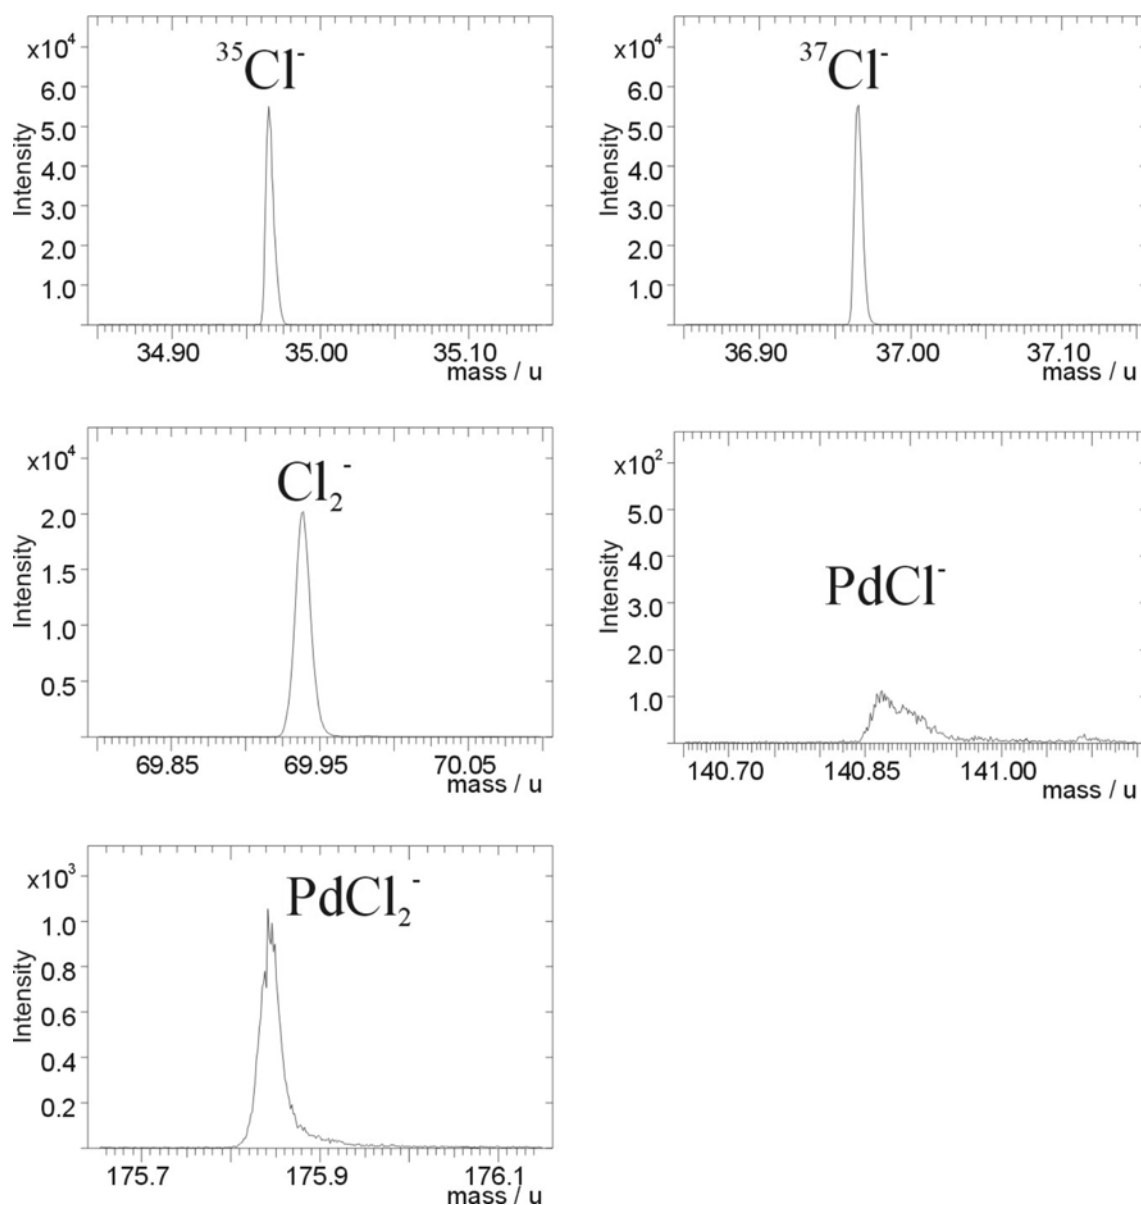 x10⁴
³⁵Cl⁻
Intensity
6.0
5.0
4.0
3.0
2.0
1.0
34.90
35.00
35.10
mass / u
x10⁴
³⁷Cl⁻
Intensity
6.0
5.0
4.0
3.0
2.0
1.0
36.90
37.00
37.10
mass / u
x10⁴
Cl₂⁻
Intensity
2.0
1.5
1.0
0.5
69.85
69.95
70.05
mass / u
x10²
PdCl⁻
Intensity
5.0
4.0
3.0
2.0
1.0
140.70
140.85
141.00
mass / u
x10³
PdCl₂⁻
Intensity
1.0
0.8
0.6
0.4
0.2
175.7
175.9
176.1
mass / u